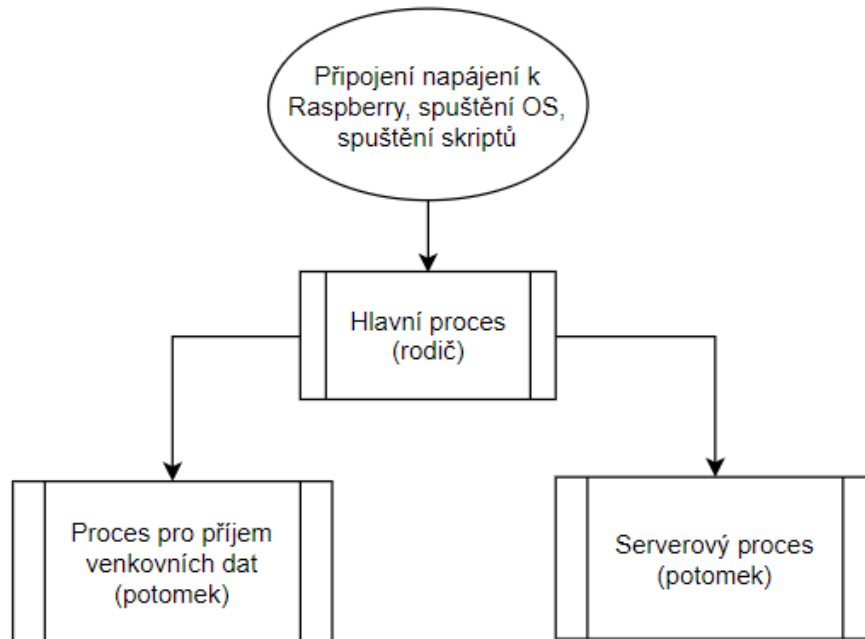 Připojení napájení k
Raspberry, spuštění OS,
spuštění skriptů
Hlavní proces
(rodič)
Proces pro příjem
venkovních dat
(potomek)
Serverový proces
(potomek)